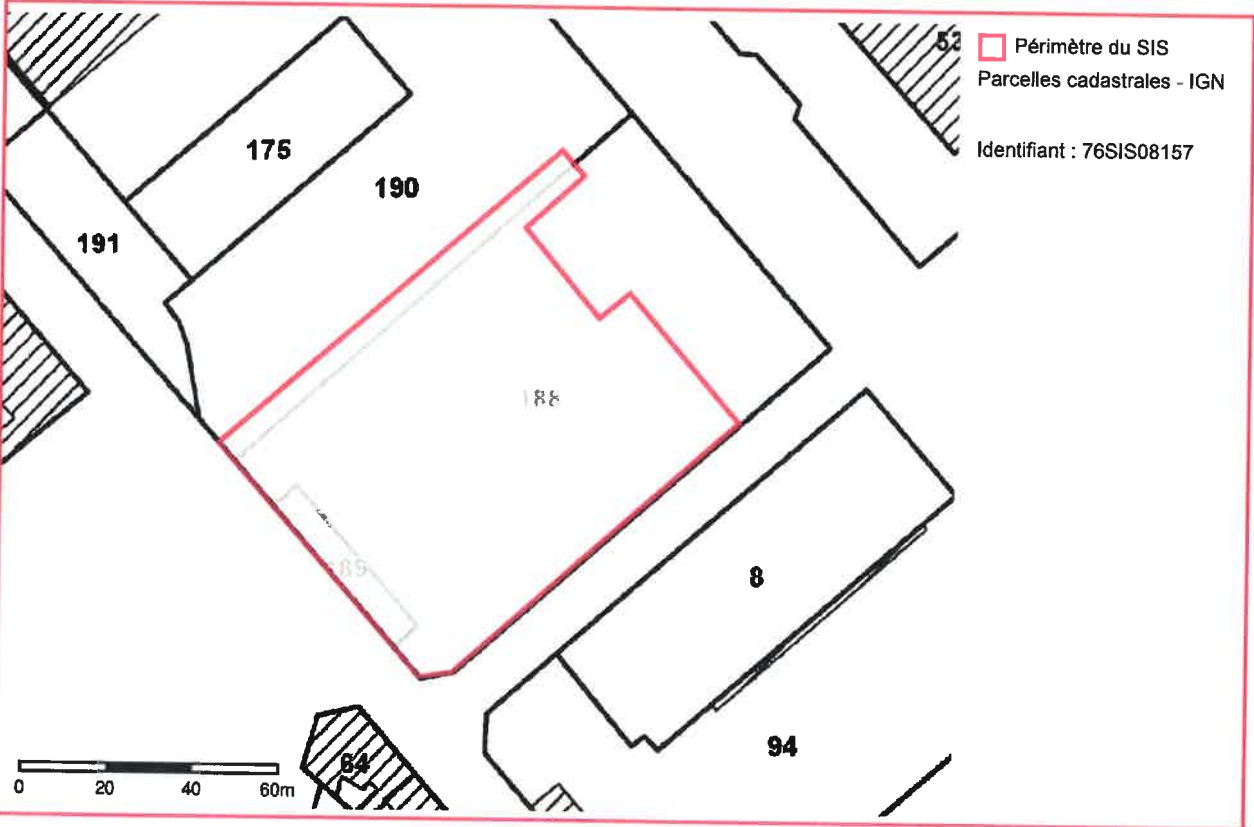 53
Périmètre du SIS
Parcelles cadastrales - IGN
Identifiant : 76SIS08157
175
190
191
188
189
8
94
64
0 20 40 60m